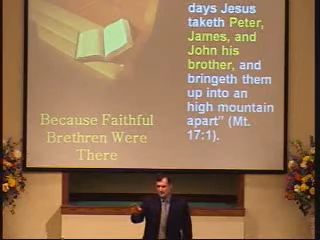 days Jesus
taketh Peter,
James, and
John his
brother, and
bringeth them
up into an
high mountain
apart" (Mt.
17:1).
Because Faithful
Brethren Were
There